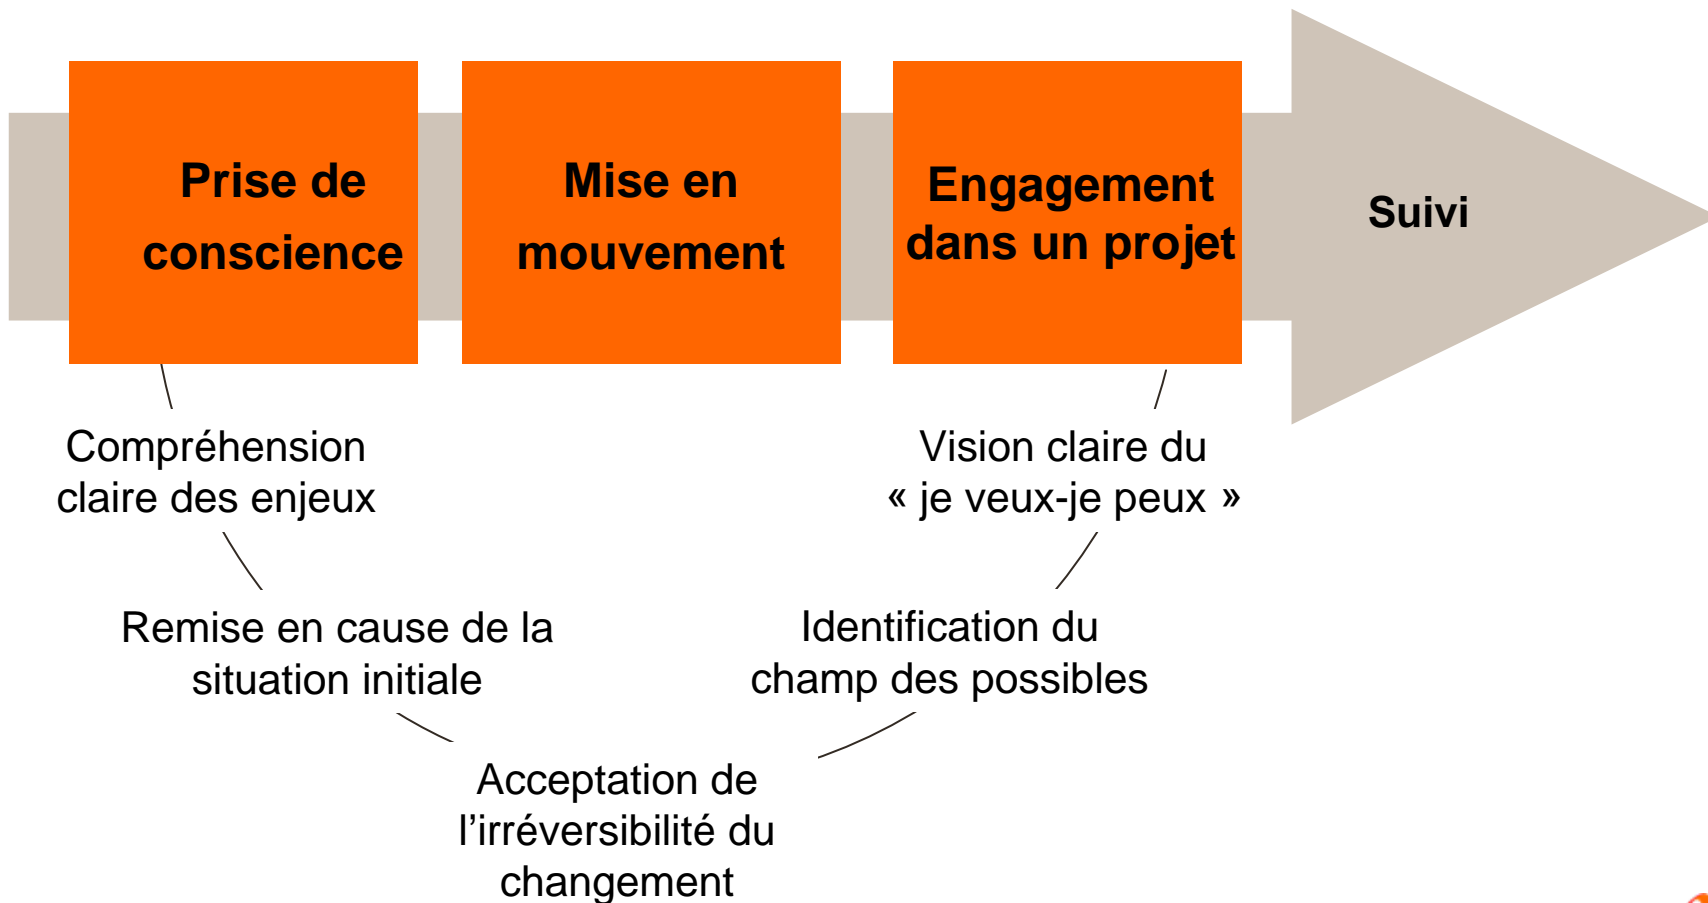 Prise de
conscience
Mise en
mouvement
Engagement
dans un projet
Suivi
Compréhension
claire des enjeux
Remise en cause de la
situation initiale
Acceptation de
l’irréversibilité du
changement
Identification du
champ des possibles
Vision claire du
« je veux-je peux »